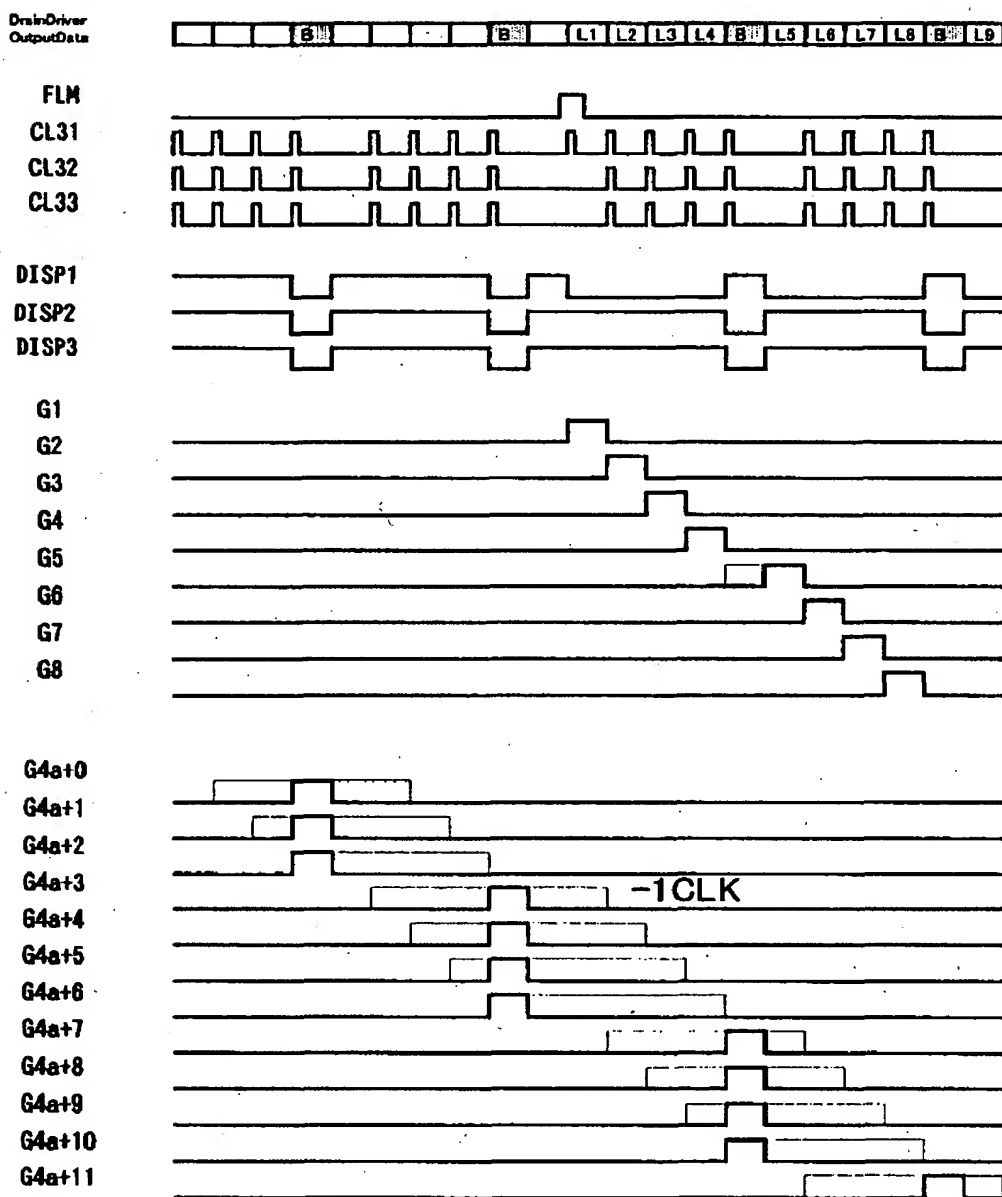 DrainDriver
OutputData
B B L1 L2 L3 L4 B L5 L6 L7 L8 B L9
FLM
CL31
CL32
CL33
DISP1
DISP2
DISP3
G1
G2
G3
G4
G5
G6
G7
G8
G4a+0
G4a+1
G4a+2
G4a+3
-1CLK
G4a+4
G4a+5
G4a+6
G4a+7
G4a+8
G4a+9
G4a+10
G4a+11